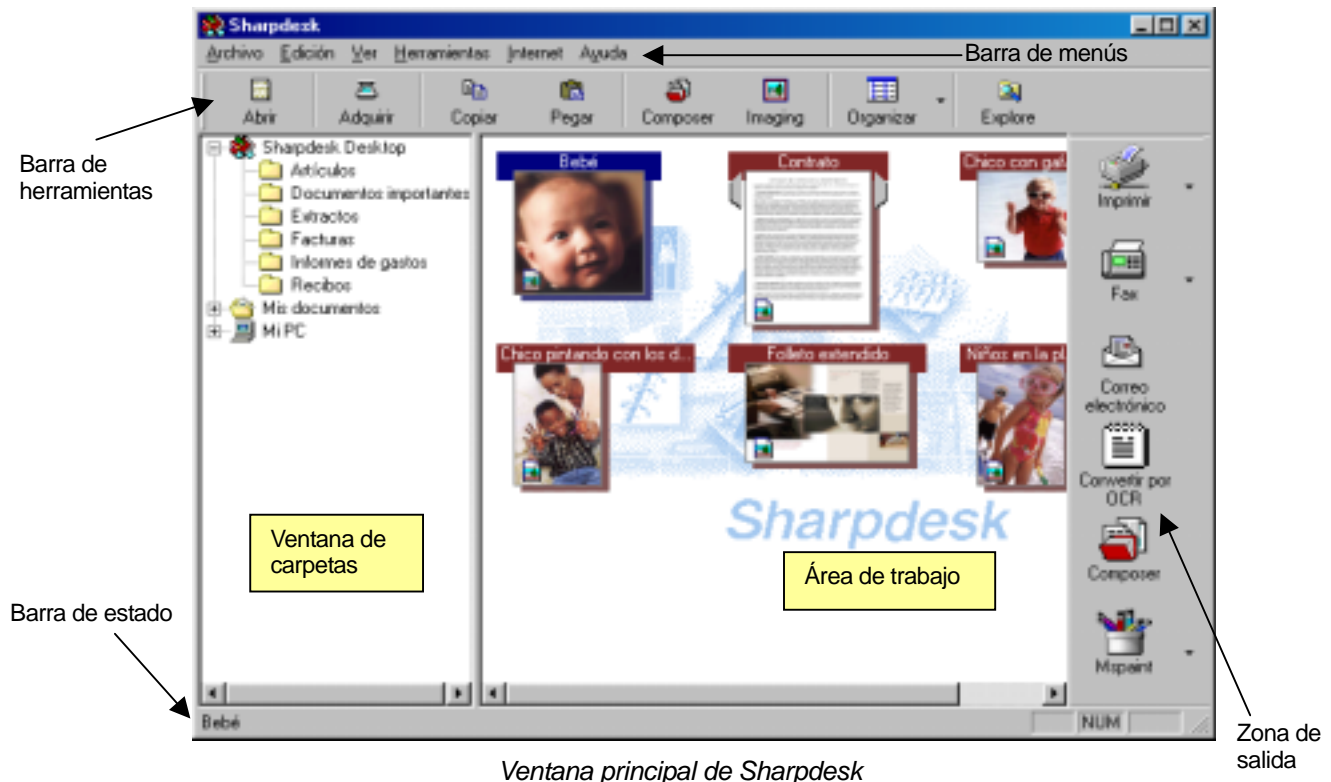 Sharpdesk
Archivo Edición Ver Herramientas Internet Ayuda
Barra de menús
Abrir Adquirir Copiar Pegar Composer Imaging Organizar Explore
Barra de
herramientas
Sharpdesk Desktop
Artículos
Documentos importantes
Extractos
Facturas
Informes de gastos
Recibos
Mis documentos
Mi PC
Bebé
Contrato
Chico con gat
Chico pintando con los d...
Folleto extendido
Niños en la pl
Sharpdesk
Imprimir
Fax
Correo
electrónico
Convertir por
OCR
Composer
Mspaint
Ventana de
carpetas
Área de trabajo
Barra de estado
Bebé
NUM
Zona de
salida
Ventana principal de Sharpdesk